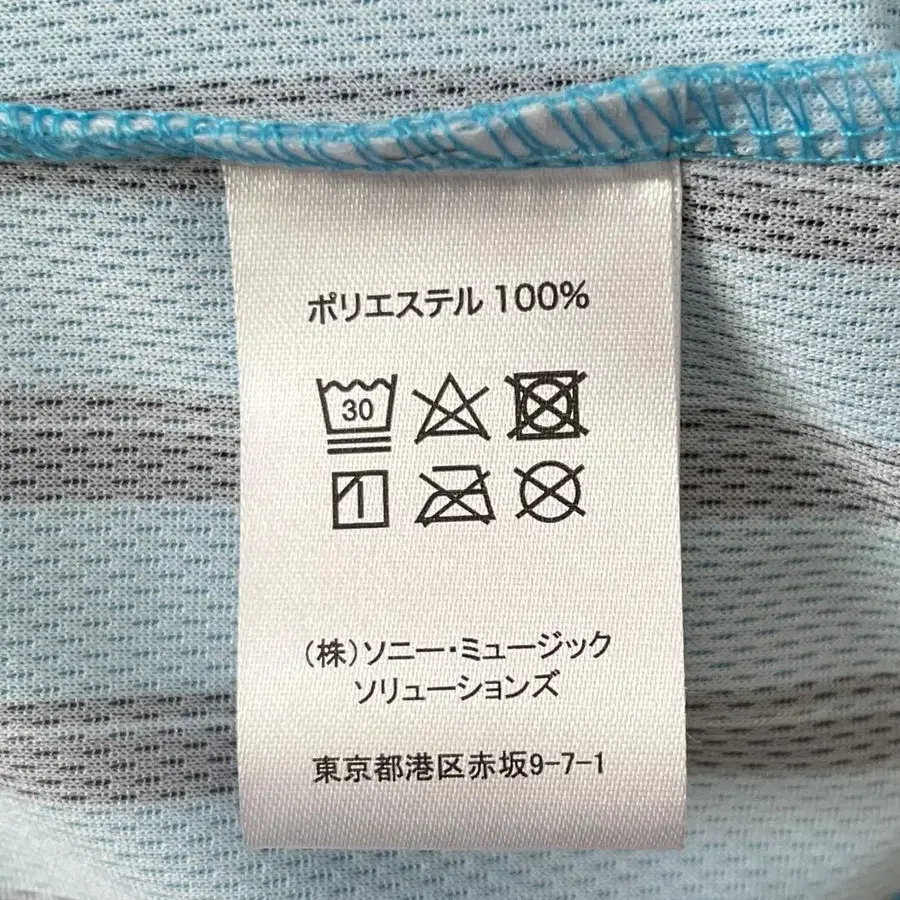 ポリエステル 100%
30
(株)ソニー・ミュージック
ソリューションズ
東京都港区赤坂9-7-1